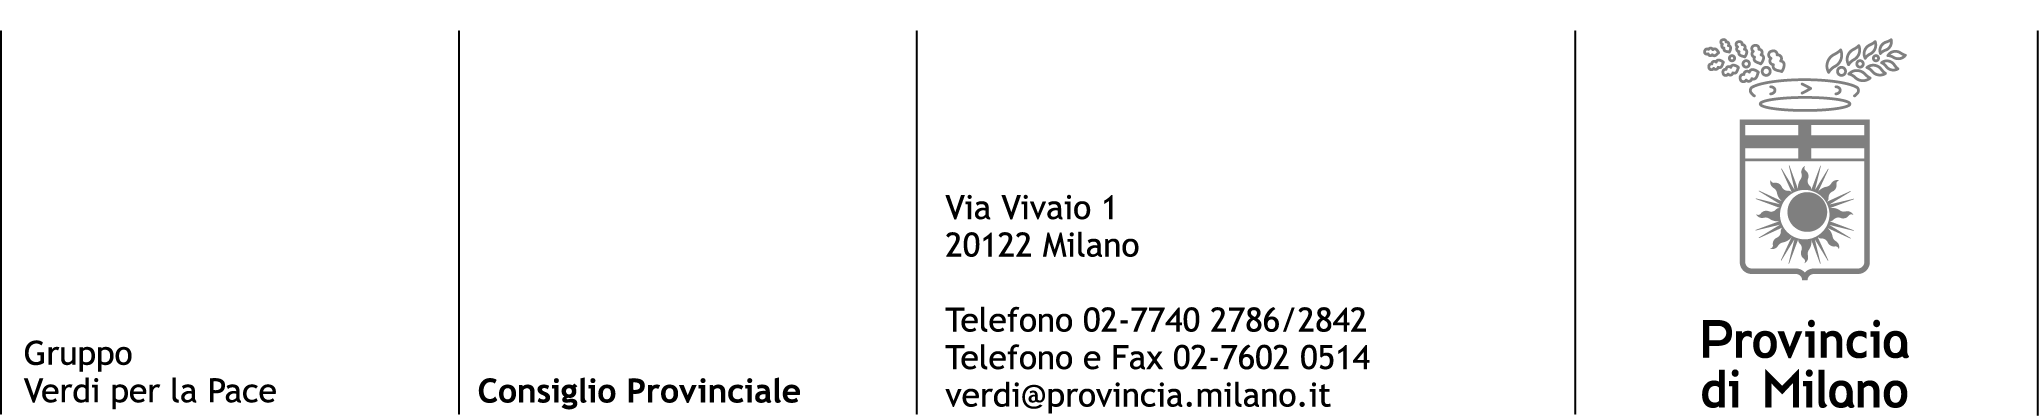 Gruppo
Verdi per la Pace
Consiglio Provinciale
Via Vivaio 1
20122 Milano
Telefono 02-7740 2786/2842
Telefono e Fax 02-7602 0514
verdi@provincia.milano.it
Provincia
di Milano